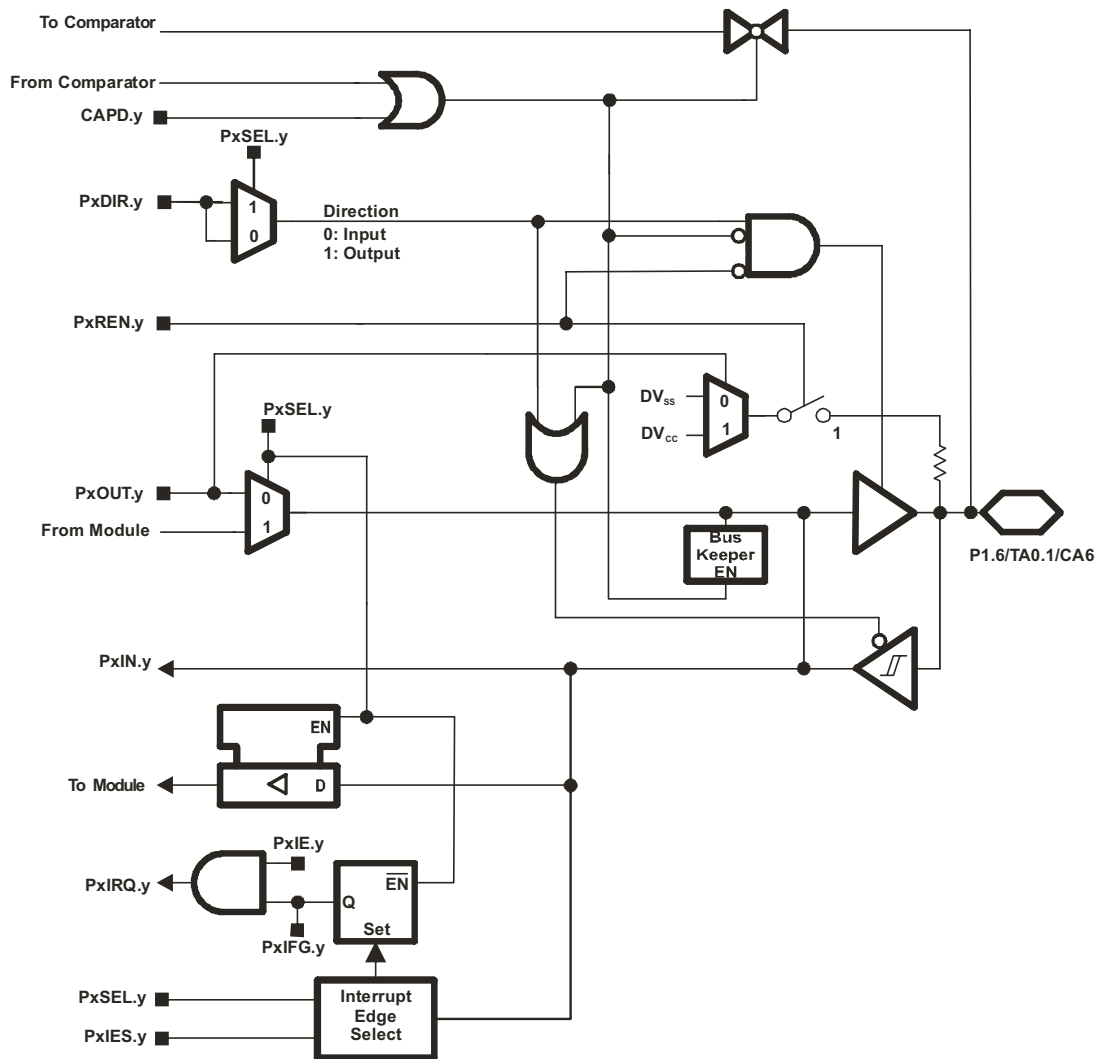 To Comparator
From Comparator
CAPD.y
PxSEL.y
PxDIR.y
1
0
Direction
0: Input
1: Output
PxREN.y
DVSS
0
DVCC
1
1
PxSEL.y
PxOUT.y
0
From Module
1
Bus
Keeper
EN
P1.6/TA0.1/CA6
PxIN.y
EN
To Module
D
PxIE.y
PxIRQ.y
EN
Q
Set
PxIFG.y
PxSEL.y
PxIES.y
Interrupt
Edge
Select